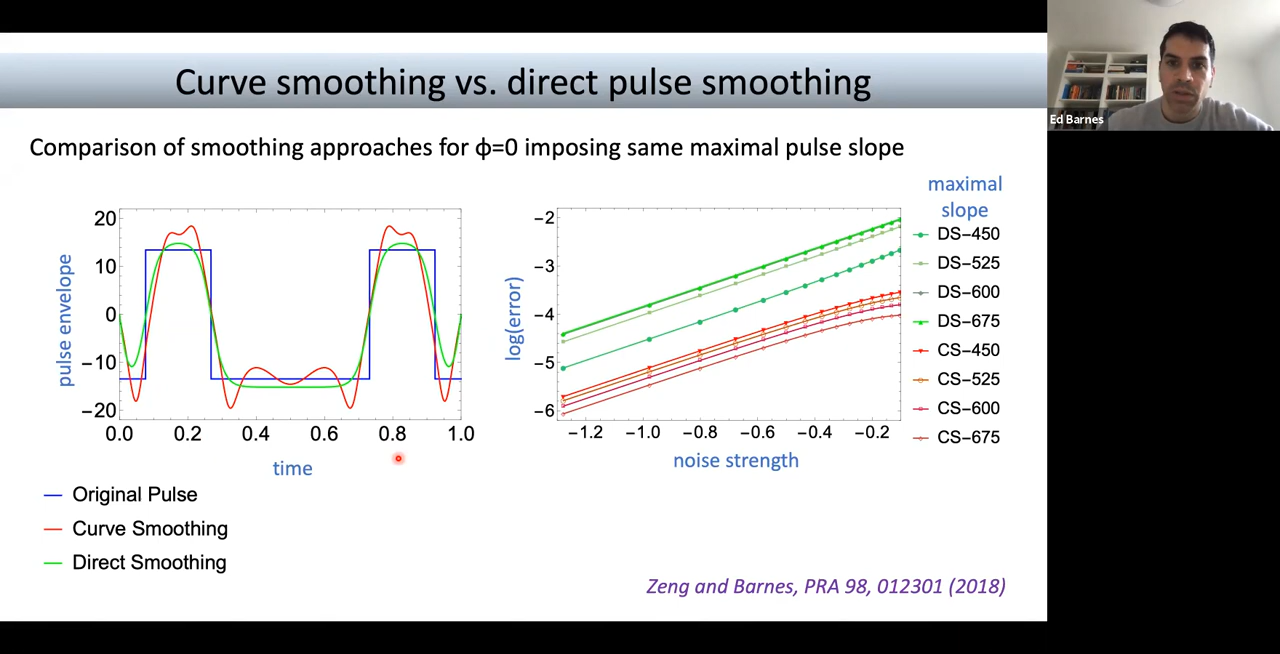 Curve smoothing vs. direct pulse smoothing
Ed Barnes
Comparison of smoothing approaches for ϕ=0 imposing same maximal pulse slope
pulse envelope
20
10
0
−10
−20
0.0 0.2 0.4 0.6 0.8 1.0
time
Original Pulse
Curve Smoothing
Direct Smoothing
log(error)
−2
−3
−4
−5
−6
−1.2 −1.0 −0.8 −0.6 −0.4 −0.2
noise strength
maximal
slope
DS−450
DS−525
DS−600
DS−675
CS−450
CS−525
CS−600
CS−675
Zeng and Barnes, PRA 98, 012301 (2018)